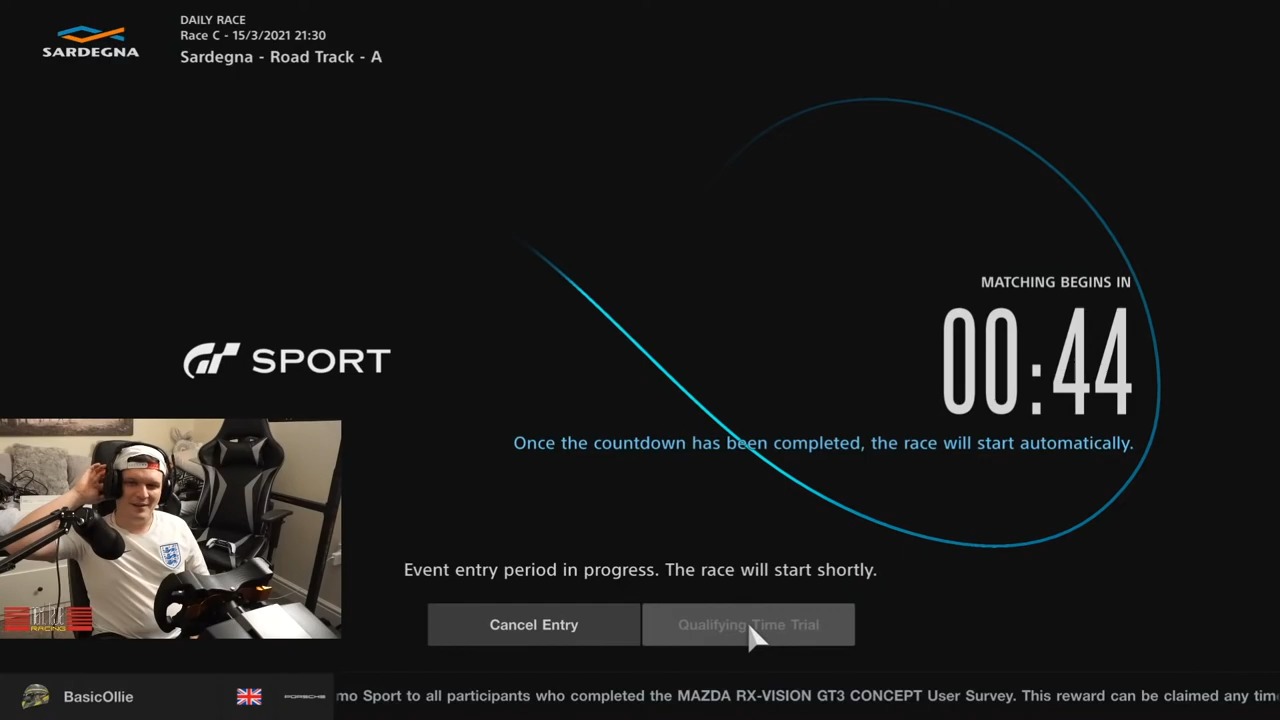 DAILY RACE
Race C - 15/3/2021 21:30
Sardegna - Road Track - A
SARDEGNA
MATCHING BEGINS IN
00:44
GT SPORT
Once the countdown has been completed, the race will start automatically.
Event entry period in progress. The race will start shortly.
Cancel Entry
Qualifying Time Trial
RACING
BasicOllie
PORSCHE
mo Sport to all participants who completed the MAZDA RX-VISION GT3 CONCEPT User Survey. This reward can be claimed any tim